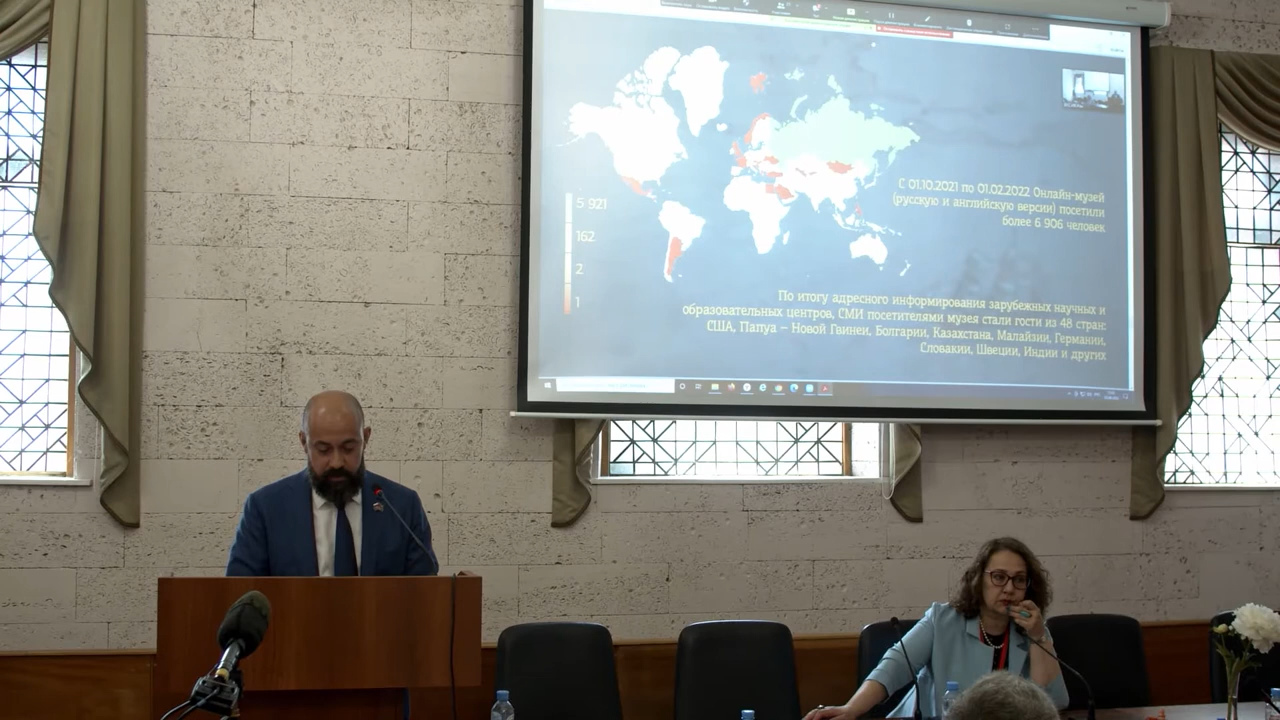 5 921
162
2
1
С 01.10.2021 по 01.02.2022 Онлайн-музей
(русскую и английскую версии) посетили
более 6 906 человек
По итогу адресного информирования зарубежных научных и
образовательных центров, СМИ посетителями музея стали гости из 48 стран:
США, Папуа – Новой Гвинеи, Болгарии, Казахстана, Малайзии, Германии,
Словакии, Швеции, Индии и других